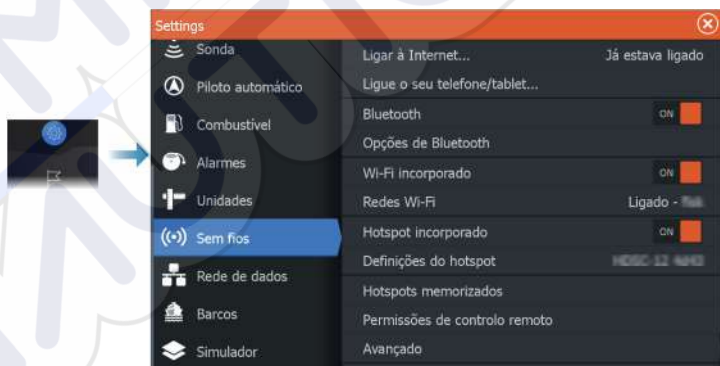 Settings
Sonda
Piloto automático
Combustível
Alarmes
Unidades
Sem fios
Rede de dados
Barcos
Simulador
Ligar à Internet... Já estava ligado
Ligue o seu telefone/tablet...
Bluetooth ON
Opções de Bluetooth
Wi-Fi incorporado ON
Redes Wi-Fi Ligado -
Hotspot incorporado ON
Definições do hotspot
Hotspots memorizados
Permissões de controlo remoto
Avançado